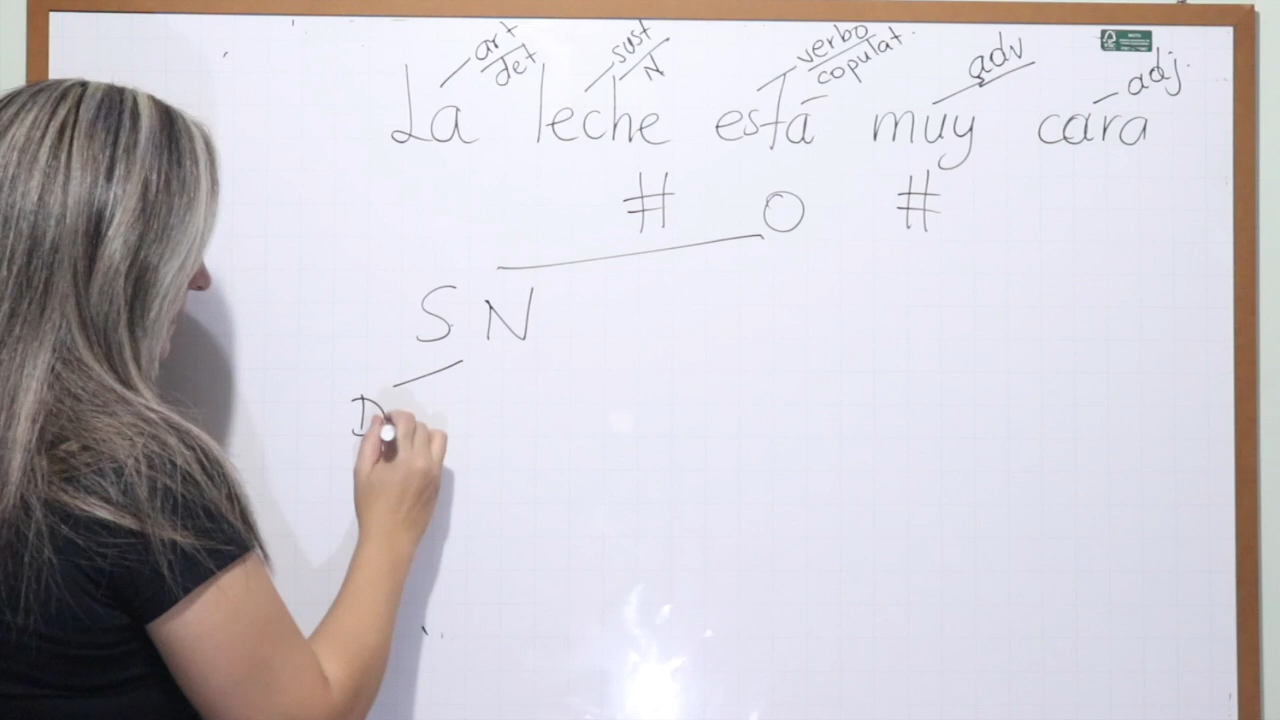 art sust verbo adv adj.
det N copulat.
La leche está muy cara
# O #
S N
D